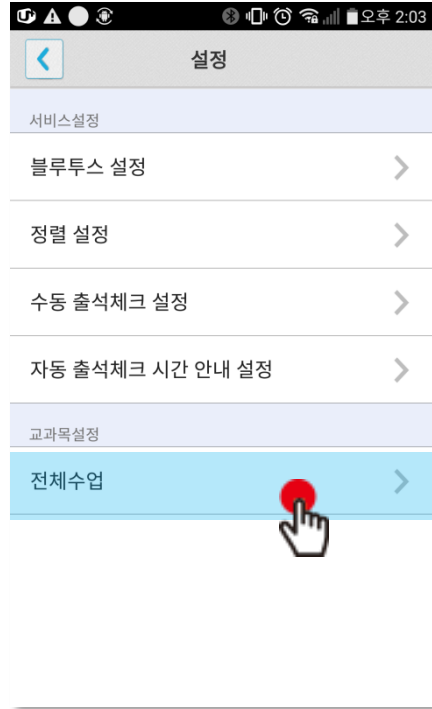 오후 2:03
설정
서비스설정
블루투스 설정
정렬 설정
수동 출석체크 설정
자동 출석체크 시간 안내 설정
교과목설정
전체수업